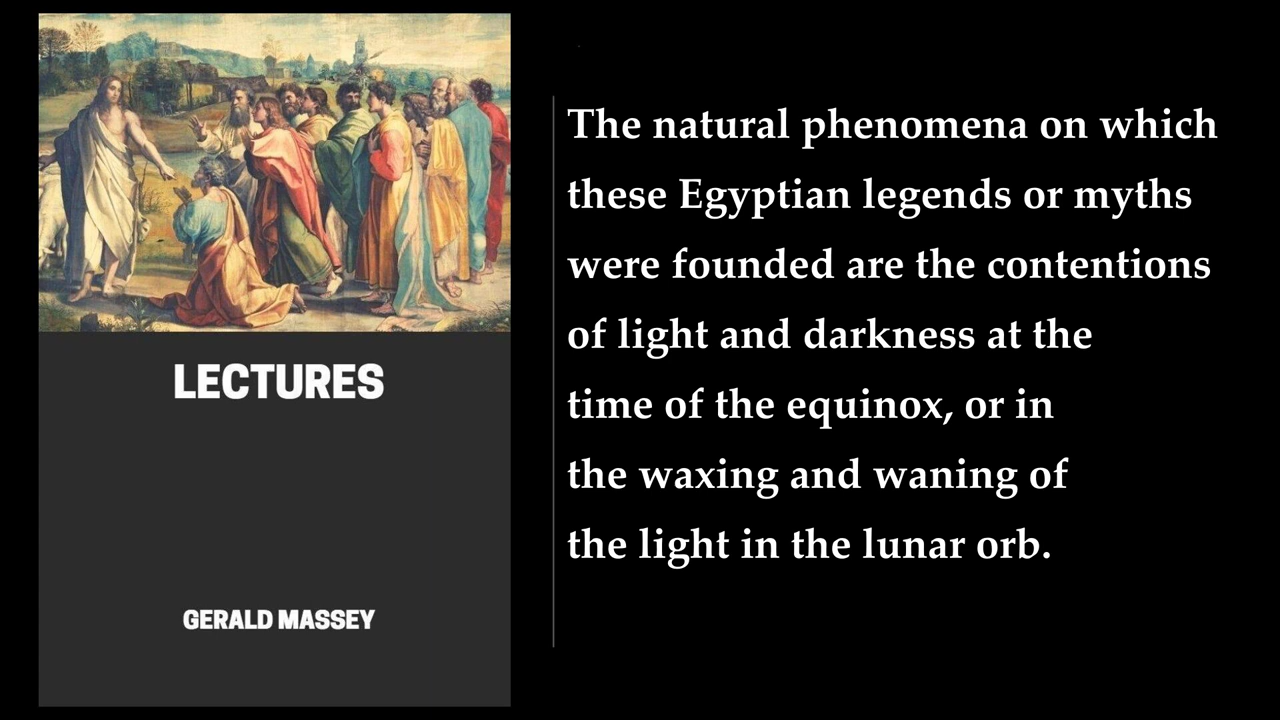 LECTURES
GERALD MASSEY
The natural phenomena on which
these Egyptian legends or myths
were founded are the contentions
of light and darkness at the
time of the equinox, or in
the waxing and waning of
the light in the lunar orb.